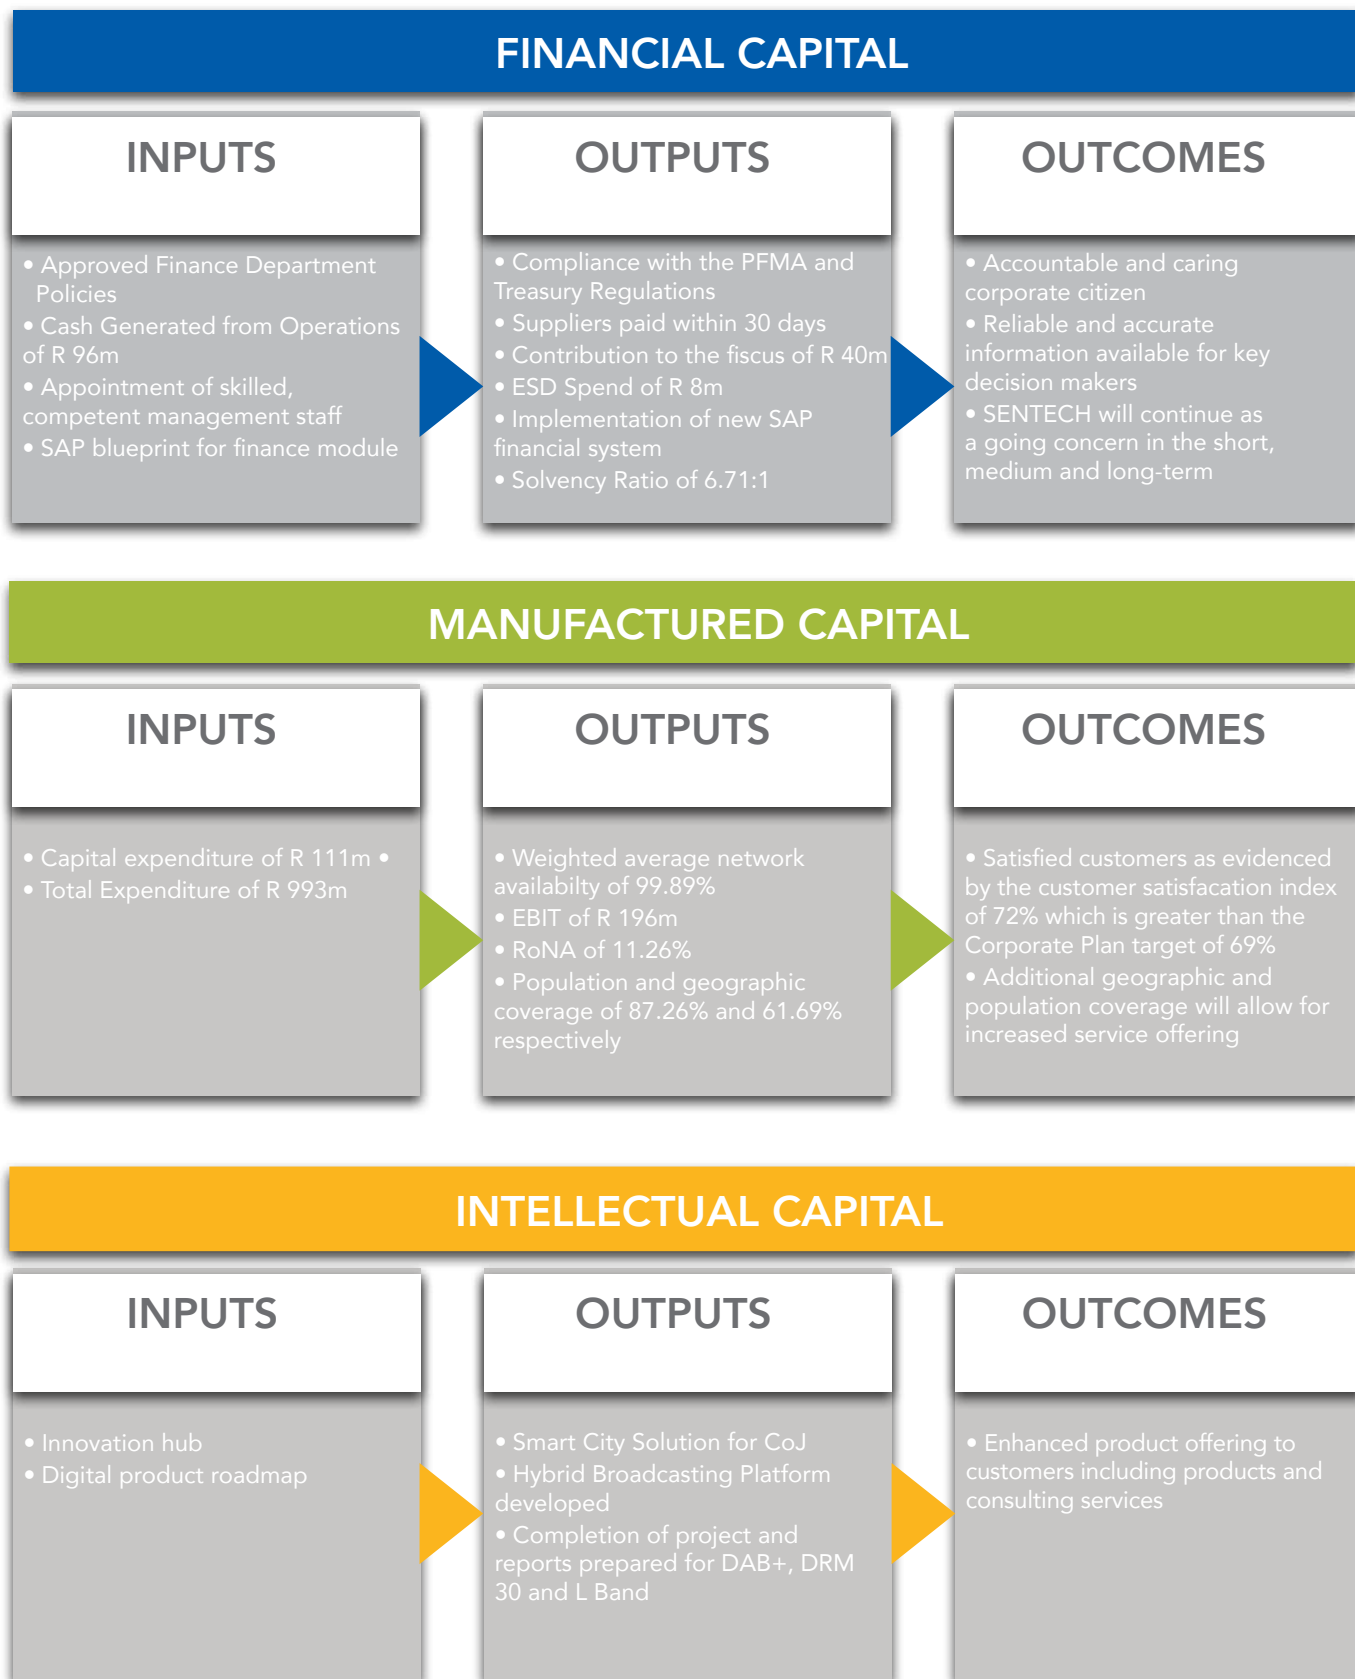 FINANCIAL CAPITAL
INPUTS
• Approved Finance Department
Policies
• Cash Generated from Operations
of R 96m
• Appointment of skilled,
competent management staff
• SAP blueprint for finance module
OUTPUTS
• Compliance with the PFMA and
Treasury Regulations
• Suppliers paid within 30 days
• Contribution to the fiscus of R 40m
• ESD Spend of R 8m
• Implementation of new SAP
financial system
• Solvency Ratio of 6.71:1
OUTCOMES
• Accountable and caring
corporate citizen
• Reliable and accurate
information available for key
decision makers
• SENTECH will continue as
a going concern in the short,
medium and long-term
MANUFACTURED CAPITAL
INPUTS
• Capital expenditure of R 111m •
• Total Expenditure of R 993m
OUTPUTS
• Weighted average network
availabilty of 99.89%
• EBIT of R 196m
• RoNA of 11.26%
• Population and geographic
coverage of 87.26% and 61.69%
respectively
OUTCOMES
• Satisfied customers as evidenced
by the customer satisfacation index
of 72% which is greater than the
Corporate Plan target of 69%
• Additional geographic and
population coverage will allow for
increased service offering
INTELLECTUAL CAPITAL
INPUTS
• Innovation hub
• Digital product roadmap
OUTPUTS
• Smart City Solution for CoJ
• Hybrid Broadcasting Platform
developed
• Completion of project and
reports prepared for DAB+, DRM
30 and L Band
OUTCOMES
• Enhanced product offering to
customers including products and
consulting services